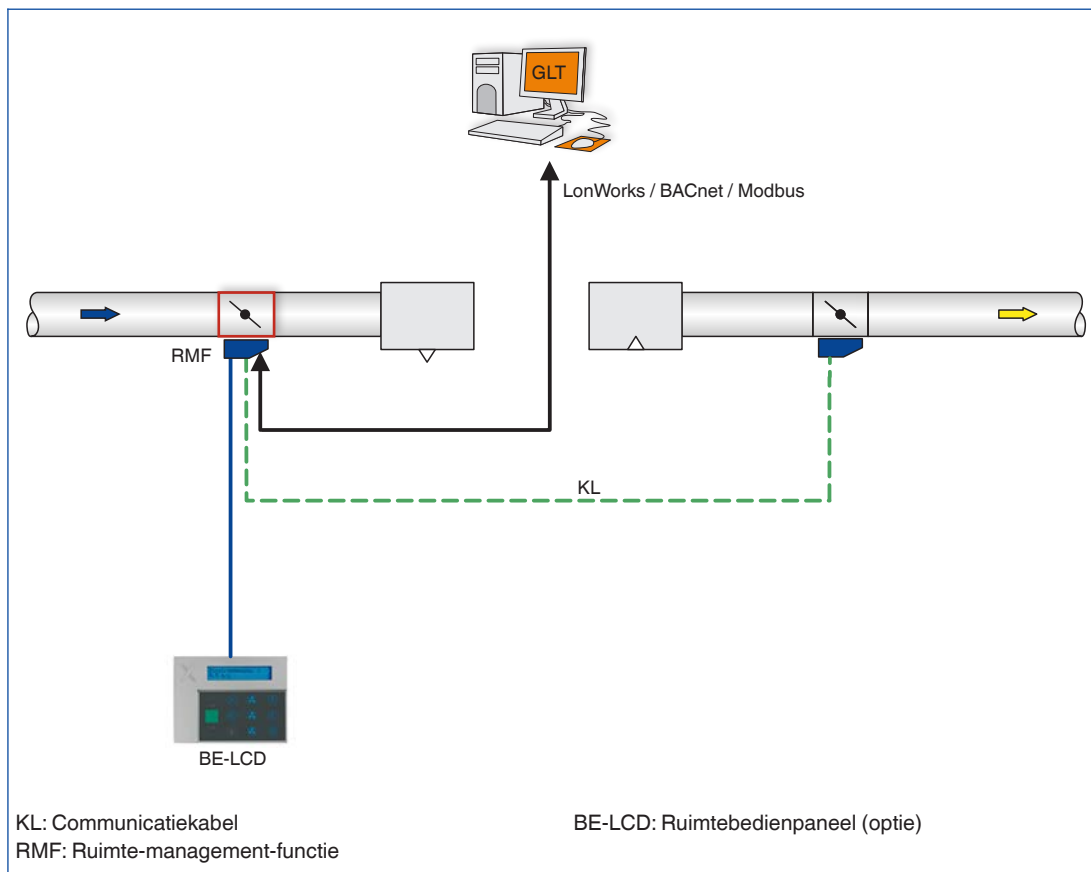 GLT
LonWorks / BACnet / Modbus
RMF
KL
BE-LCD
KL: Communicatiekabel
RMF: Ruimte-management-functie
BE-LCD: Ruimtebedienpaneel (optie)